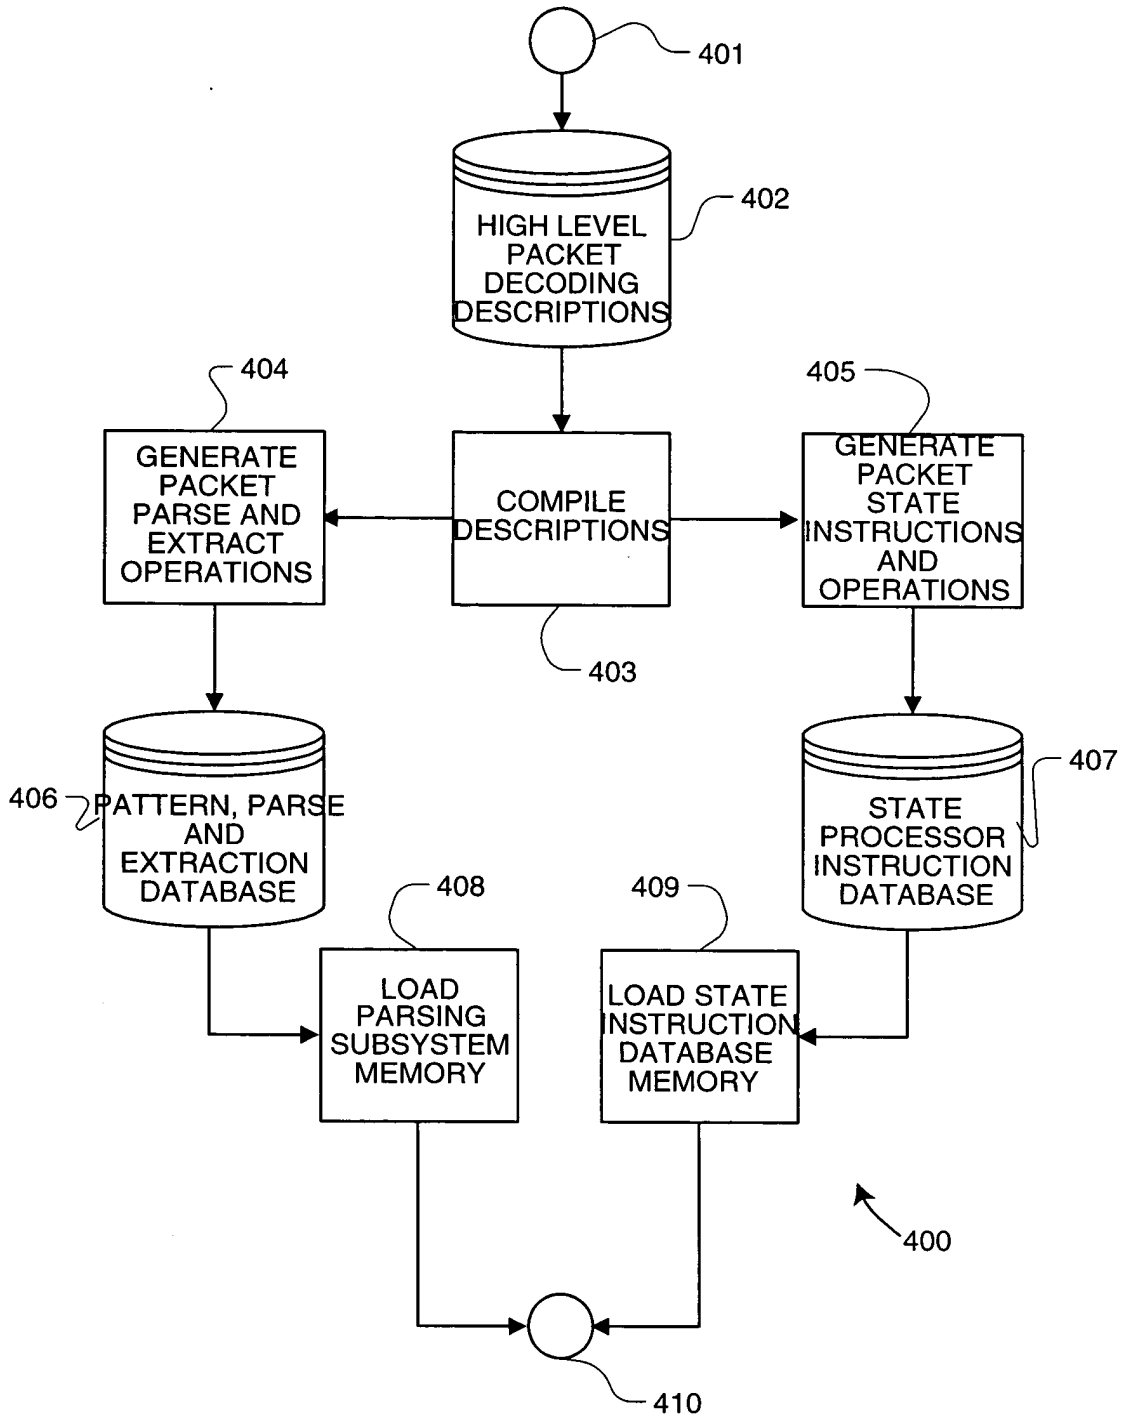 401
402
HIGH LEVEL
PACKET
DECODING
DESCRIPTIONS
404
405
GENERATE
PACKET
PARSE AND
EXTRACT
OPERATIONS
COMPILE
DESCRIPTIONS
GENERATE
PACKET
STATE
INSTRUCTIONS
AND
OPERATIONS
403
406
PATTERN, PARSE
AND
EXTRACTION
DATABASE
407
STATE
PROCESSOR
INSTRUCTION
DATABASE
408
409
LOAD
PARSING
SUBSYSTEM
MEMORY
LOAD STATE
INSTRUCTION
DATABASE
MEMORY
400
410